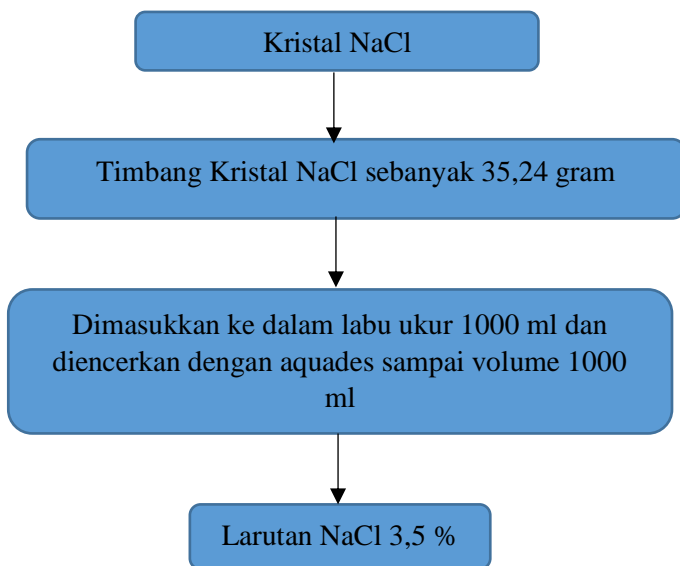 Kristal NaCl
Timbang Kristal NaCl sebanyak 35,24 gram
Dimasukkan ke dalam labu ukur 1000 ml dan
diencerkan dengan aquades sampai volume 1000
ml
Larutan NaCl 3,5 %